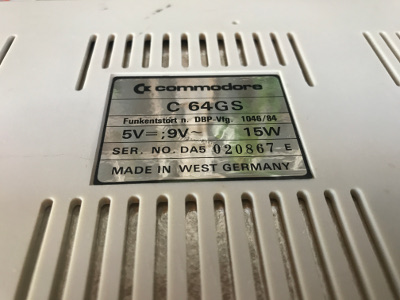 commodore
C 64GS
Funkentstört n. DBP-Vfg. 1046/84
5V⎓;9V~ 15W
SER. NO. DA5 020867 E
MADE IN WEST GERMANY